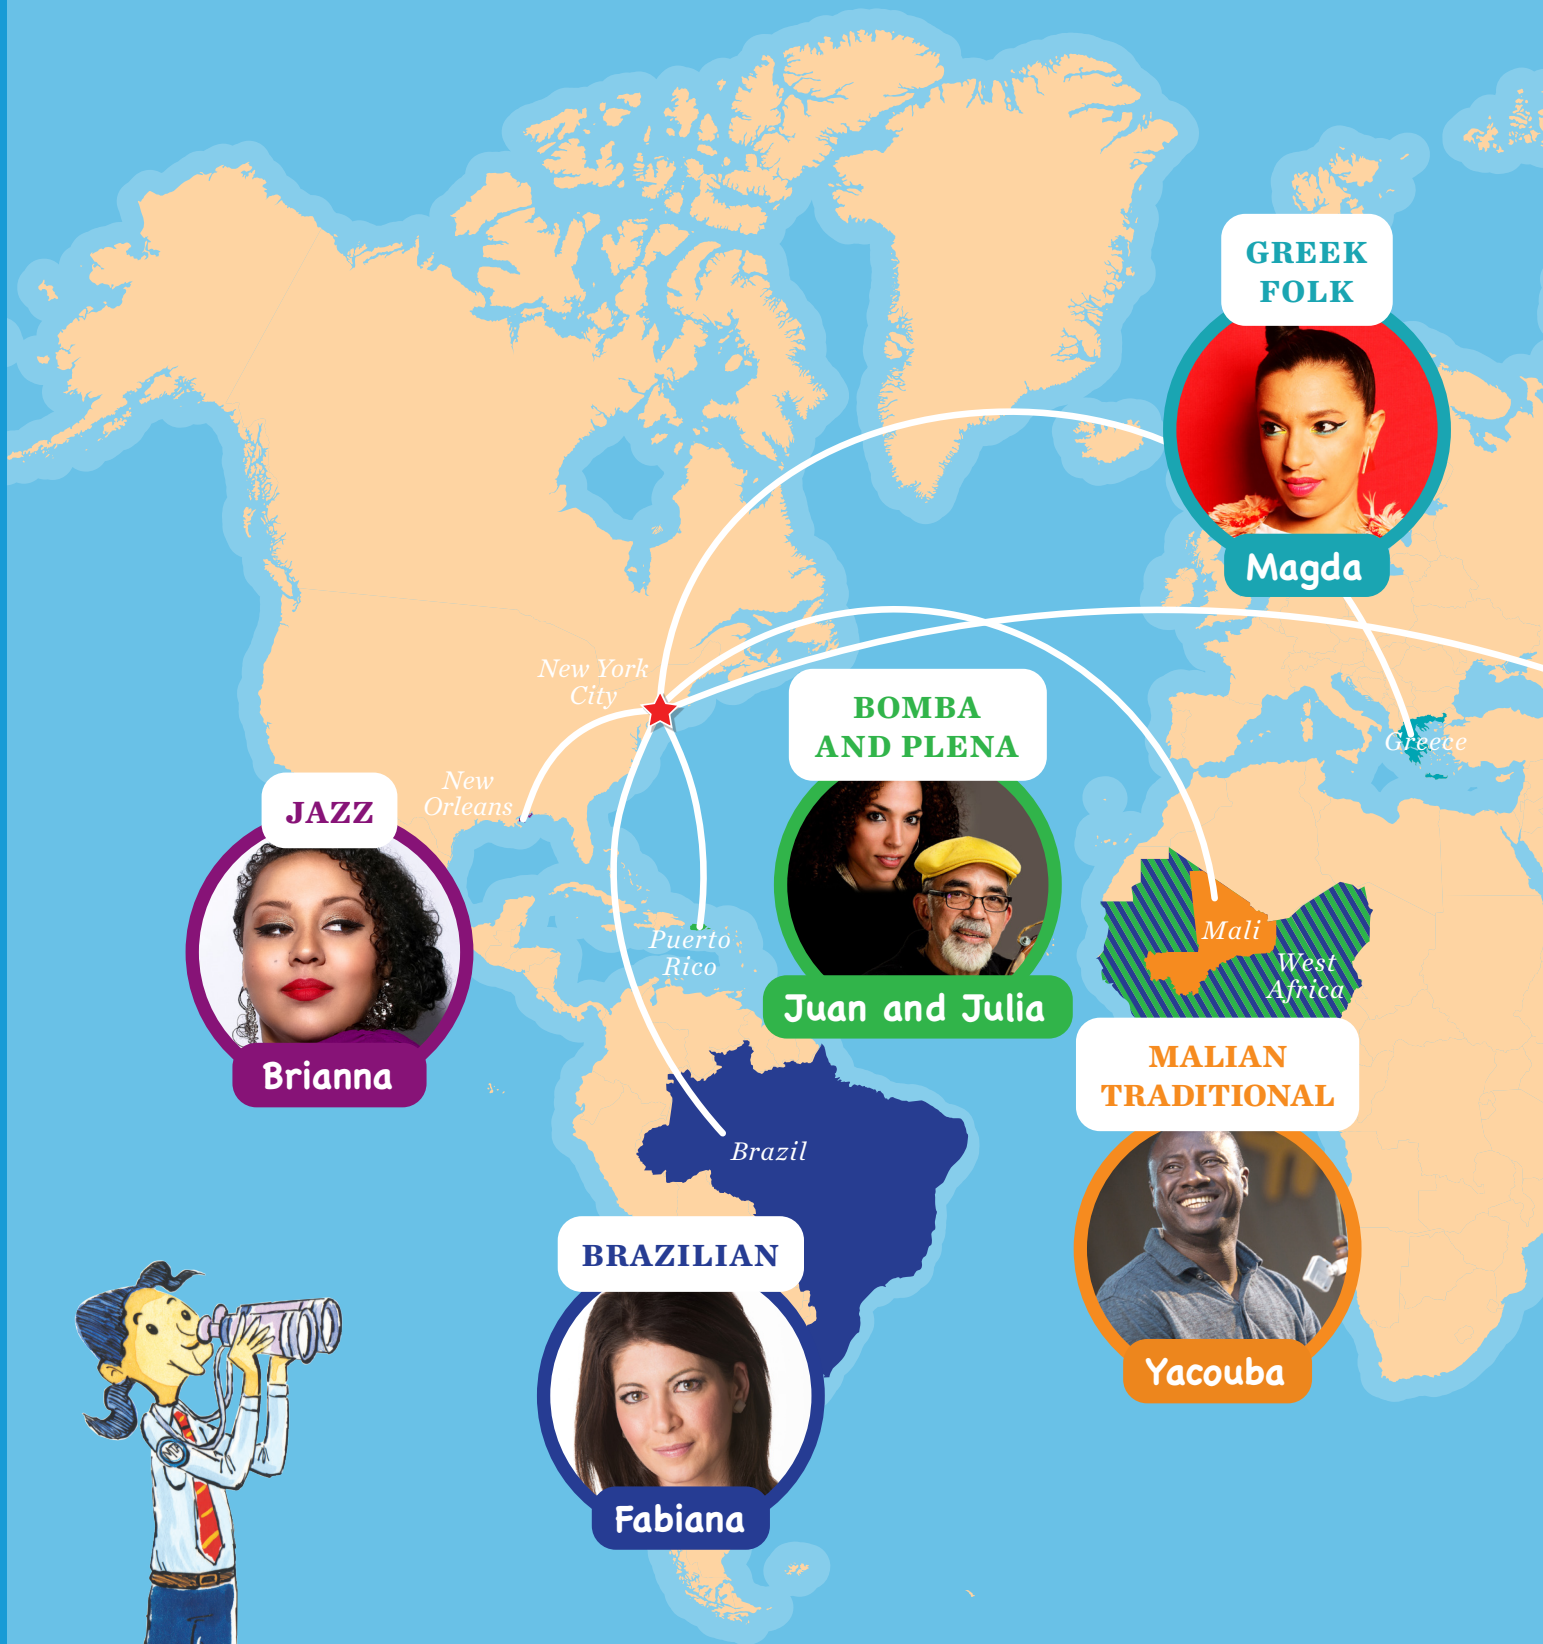 GREEK
FOLK
Magda
New York
City
BOMBA
AND PLENA
Greece
New
Orleans
JAZZ
Mali
Puerto
Rico
West
Africa
Juan and Julia
Brianna
MALIAN
TRADITIONAL
Brazil
BRAZILIAN
Yacouba
Fabiana